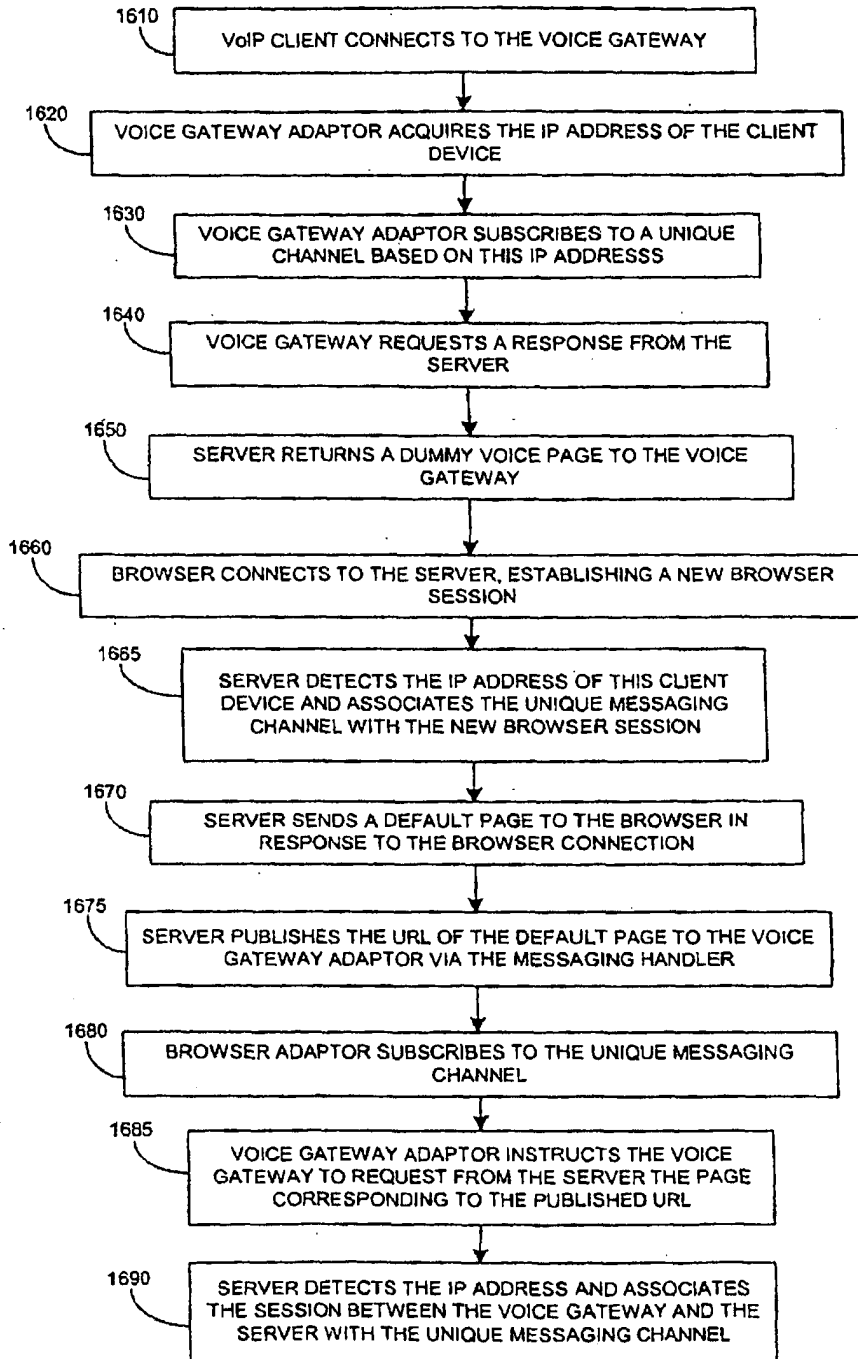 1610
VoIP CLIENT CONNECTS TO THE VOICE GATEWAY
1620
VOICE GATEWAY ADAPTOR ACQUIRES THE IP ADDRESS OF THE CLIENT
DEVICE
1630
VOICE GATEWAY ADAPTOR SUBSCRIBES TO A UNIQUE
CHANNEL BASED ON THIS IP ADDRESSS
1640
VOICE GATEWAY REQUESTS A RESPONSE FROM THE
SERVER
1650
SERVER RETURNS A DUMMY VOICE PAGE TO THE VOICE
GATEWAY
1660
BROWSER CONNECTS TO THE SERVER, ESTABLISHING A NEW BROWSER
SESSION
1665
SERVER DETECTS THE IP ADDRESS OF THIS CLIENT
DEVICE AND ASSOCIATES THE UNIQUE MESSAGING
CHANNEL WITH THE NEW BROWSER SESSION
1670
SERVER SENDS A DEFAULT PAGE TO THE BROWSER IN
RESPONSE TO THE BROWSER CONNECTION
1675
SERVER PUBLISHES THE URL OF THE DEFAULT PAGE TO THE VOICE
GATEWAY ADAPTOR VIA THE MESSAGING HANDLER
1680
BROWSER ADAPTOR SUBSCRIBES TO THE UNIQUE MESSAGING
CHANNEL
1685
VOICE GATEWAY ADAPTOR INSTRUCTS THE VOICE
GATEWAY TO REQUEST FROM THE SERVER THE PAGE
CORRESPONDING TO THE PUBLISHED URL
1690
SERVER DETECTS THE IP ADDRESS AND ASSOCIATES
THE SESSION BETWEEN THE VOICE GATEWAY AND THE
SERVER WITH THE UNIQUE MESSAGING CHANNEL